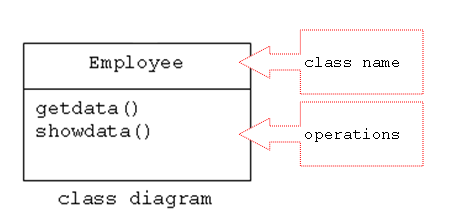 Employee
class name
getdata()
showdata()
operations
class diagram